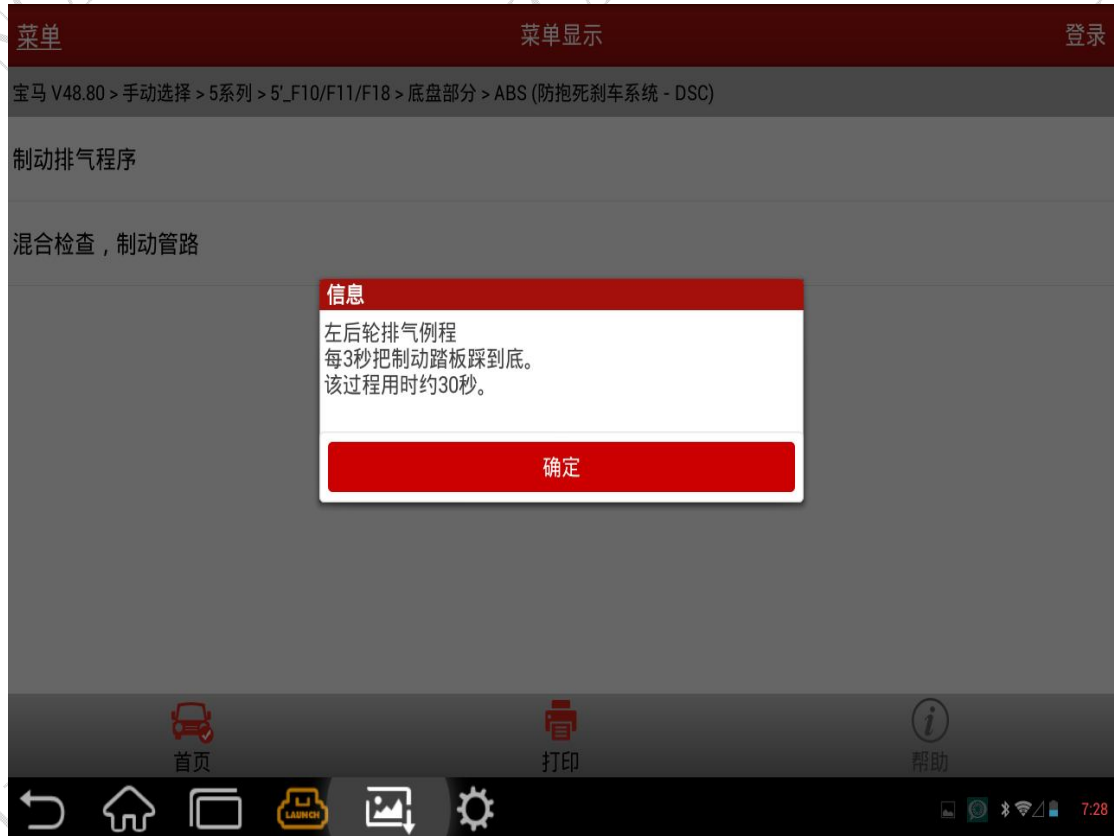 菜单
菜单显示
登录
宝马 V48.80 > 手动选择 > 5系列 > 5'_F10/F11/F18 > 底盘部分 > ABS (防抱死刹车系统 - DSC)
制动排气程序
混合检查，制动管路
信息
左后轮排气例程
每3秒把制动踏板踩到底。
该过程用时约30秒。
确定
首页
打印
帮助
LAUNCH
7:28